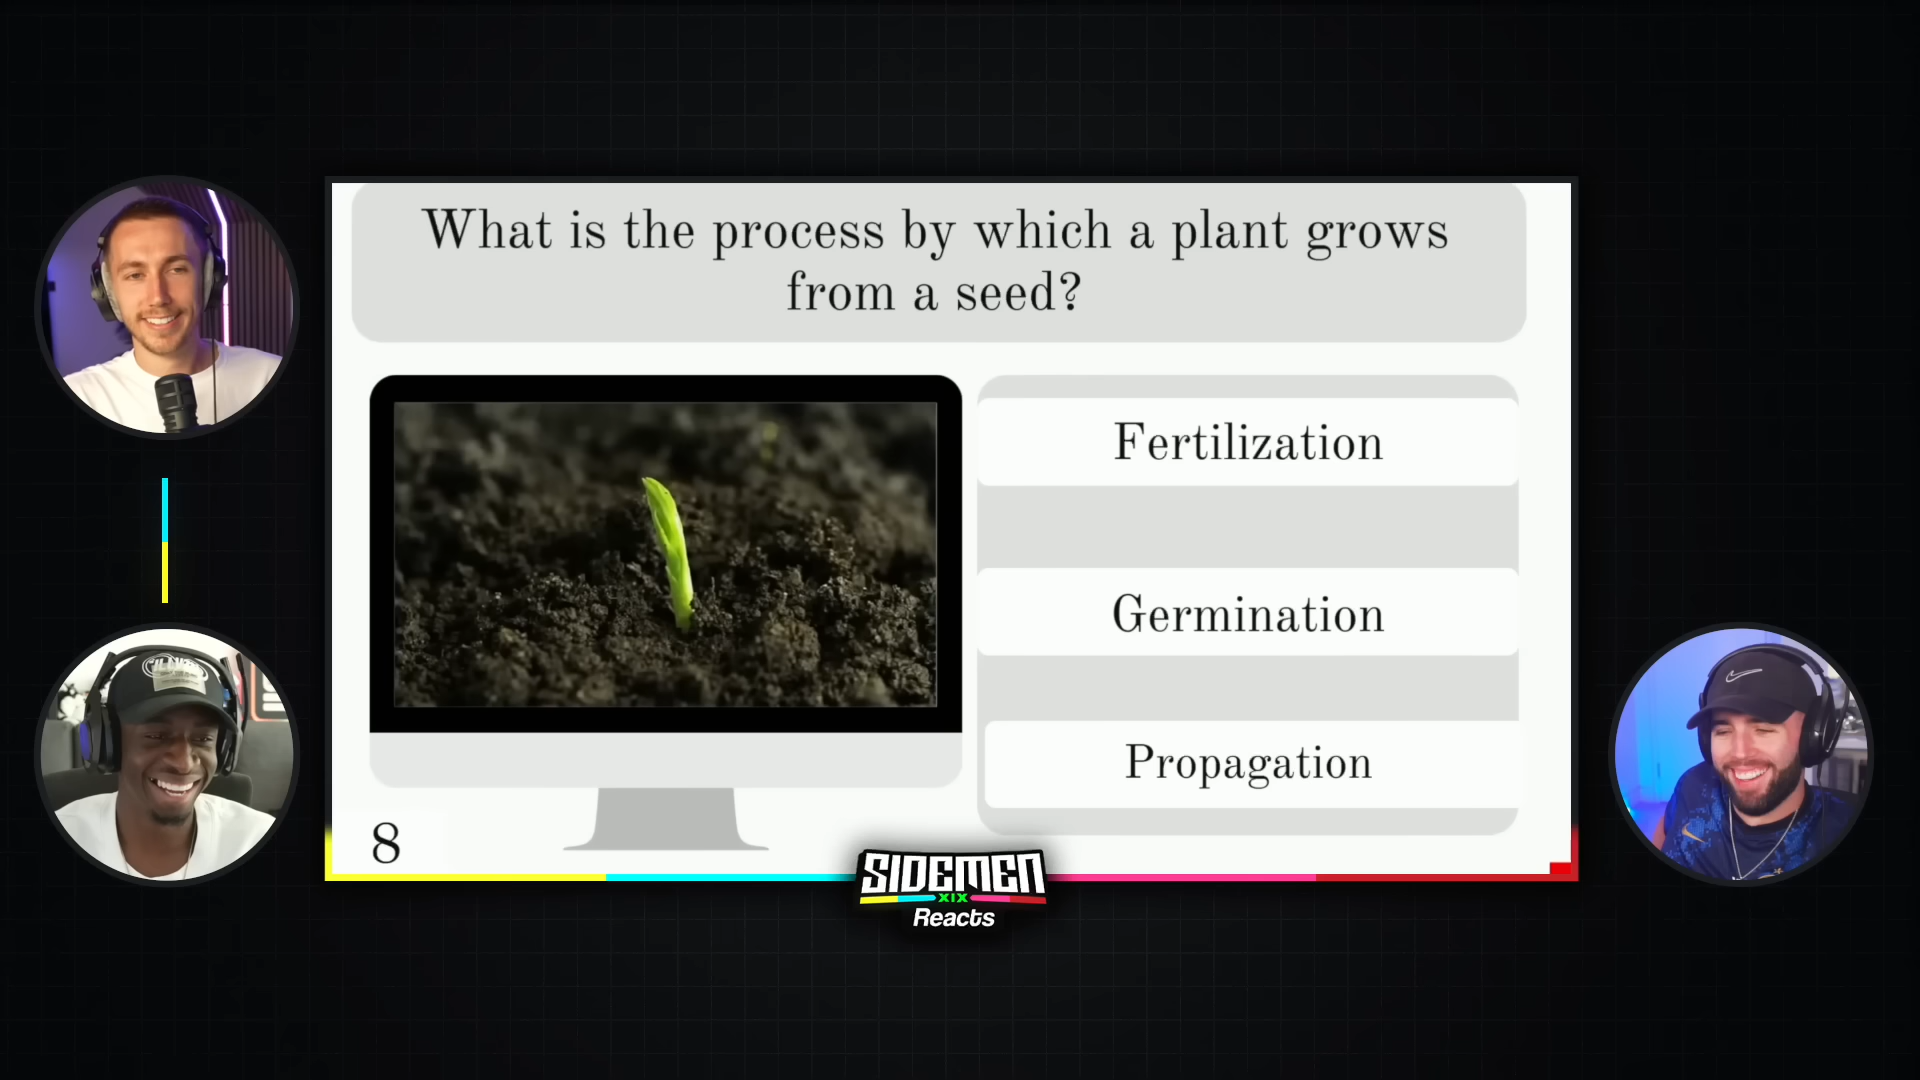 What is the process by which a plant grows
from a seed?
Fertilization
Germination
Propagation
8
SIDEMEN
XIX
Reacts